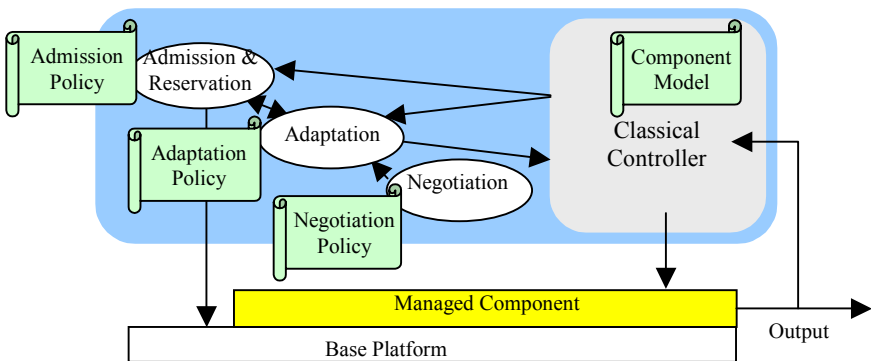 Admission
Policy
Admission &
Reservation
Component
Model
Adaptation
Classical
Controller
Adaptation
Policy
Negotiation
Negotiation
Policy
Managed Component
Output
Base Platform